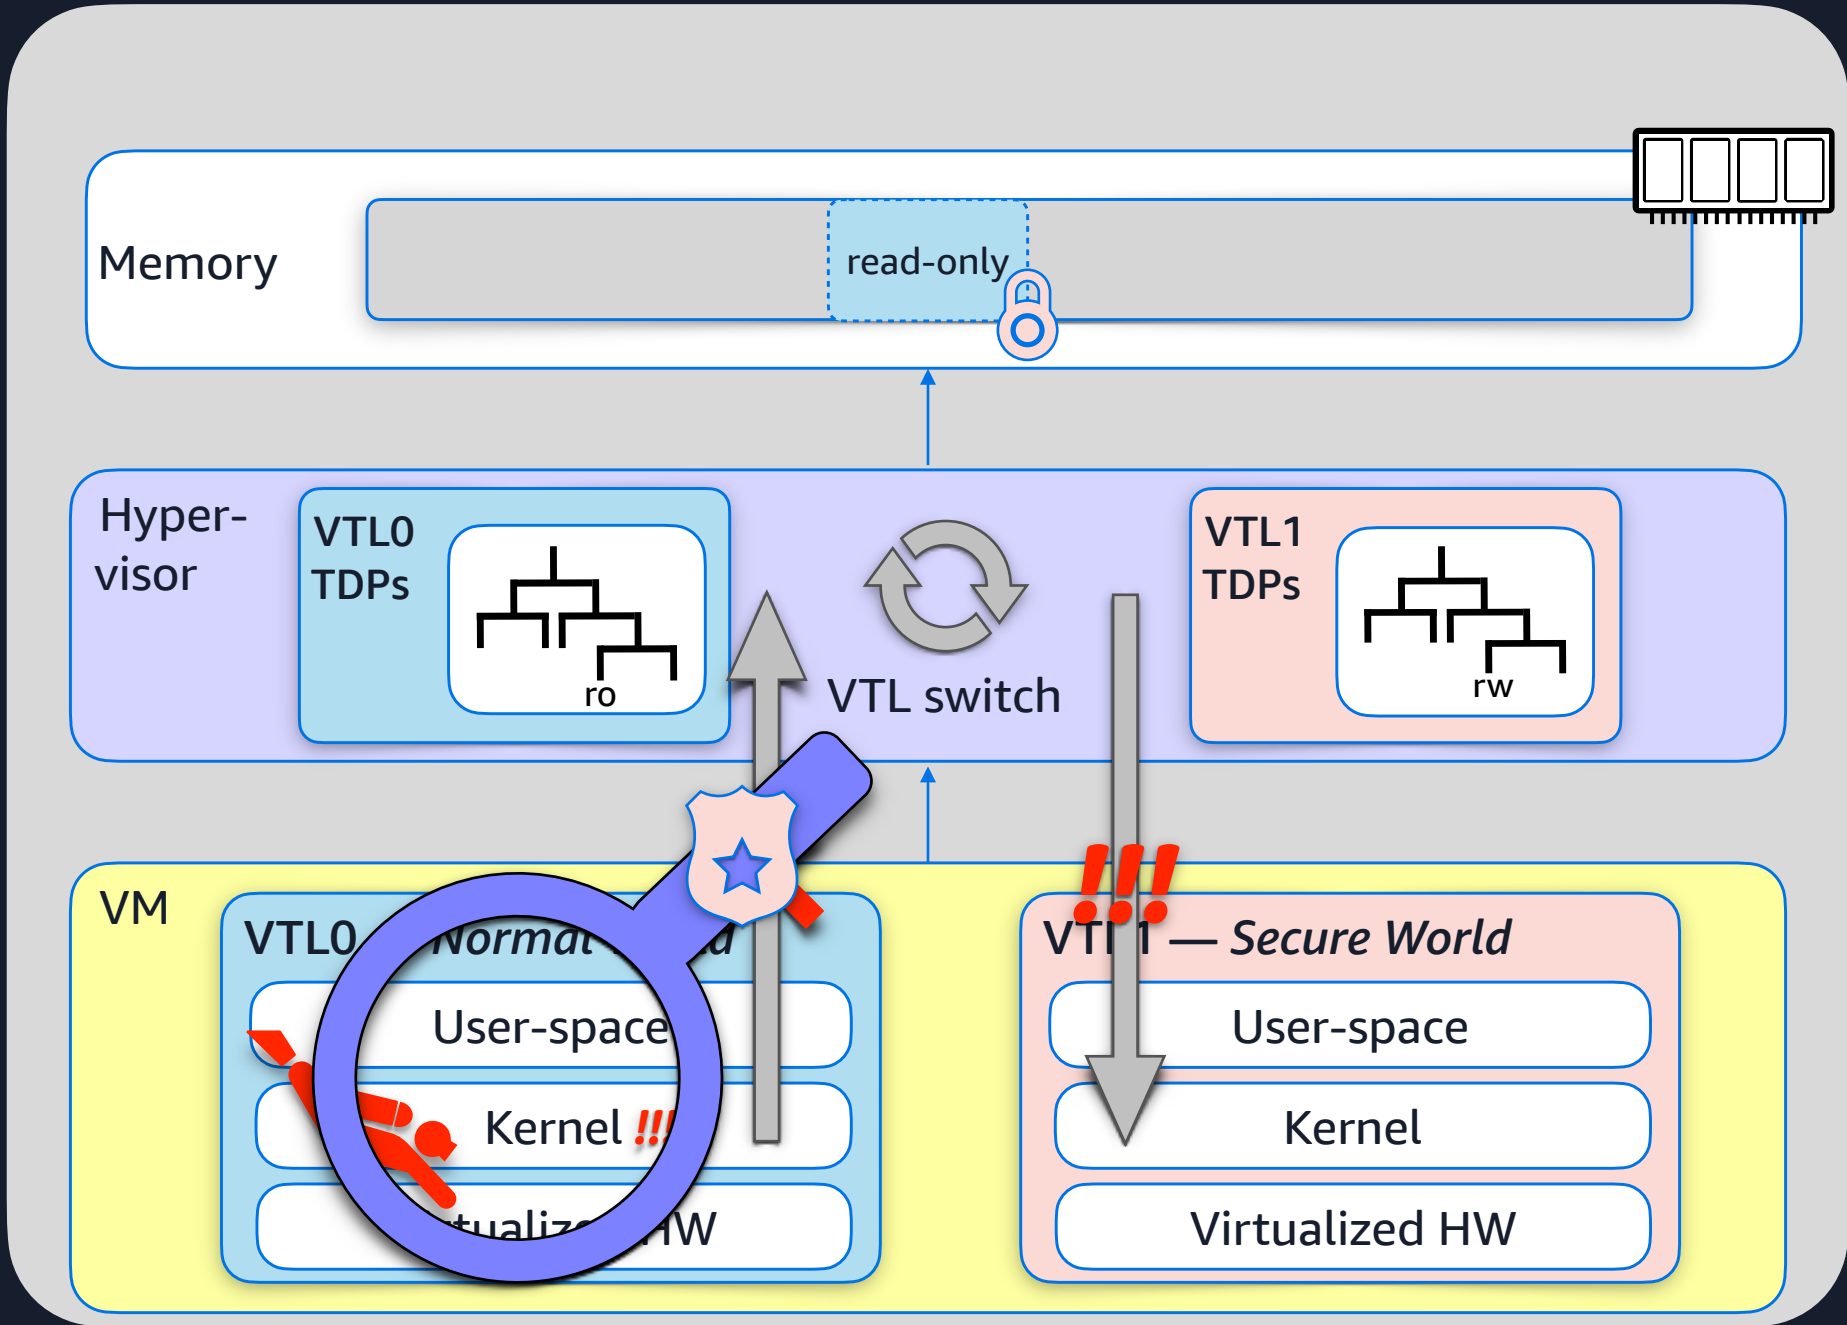 Memory
read-only
Hyper-
visor
VTL0
TDPs
ro
VTL switch
VTL1
TDPs
rw
VM
VTL0 Normal
User-space
Kernel !!!
HW
!!!
VTL1 — Secure World
User-space
Kernel
Virtualized HW